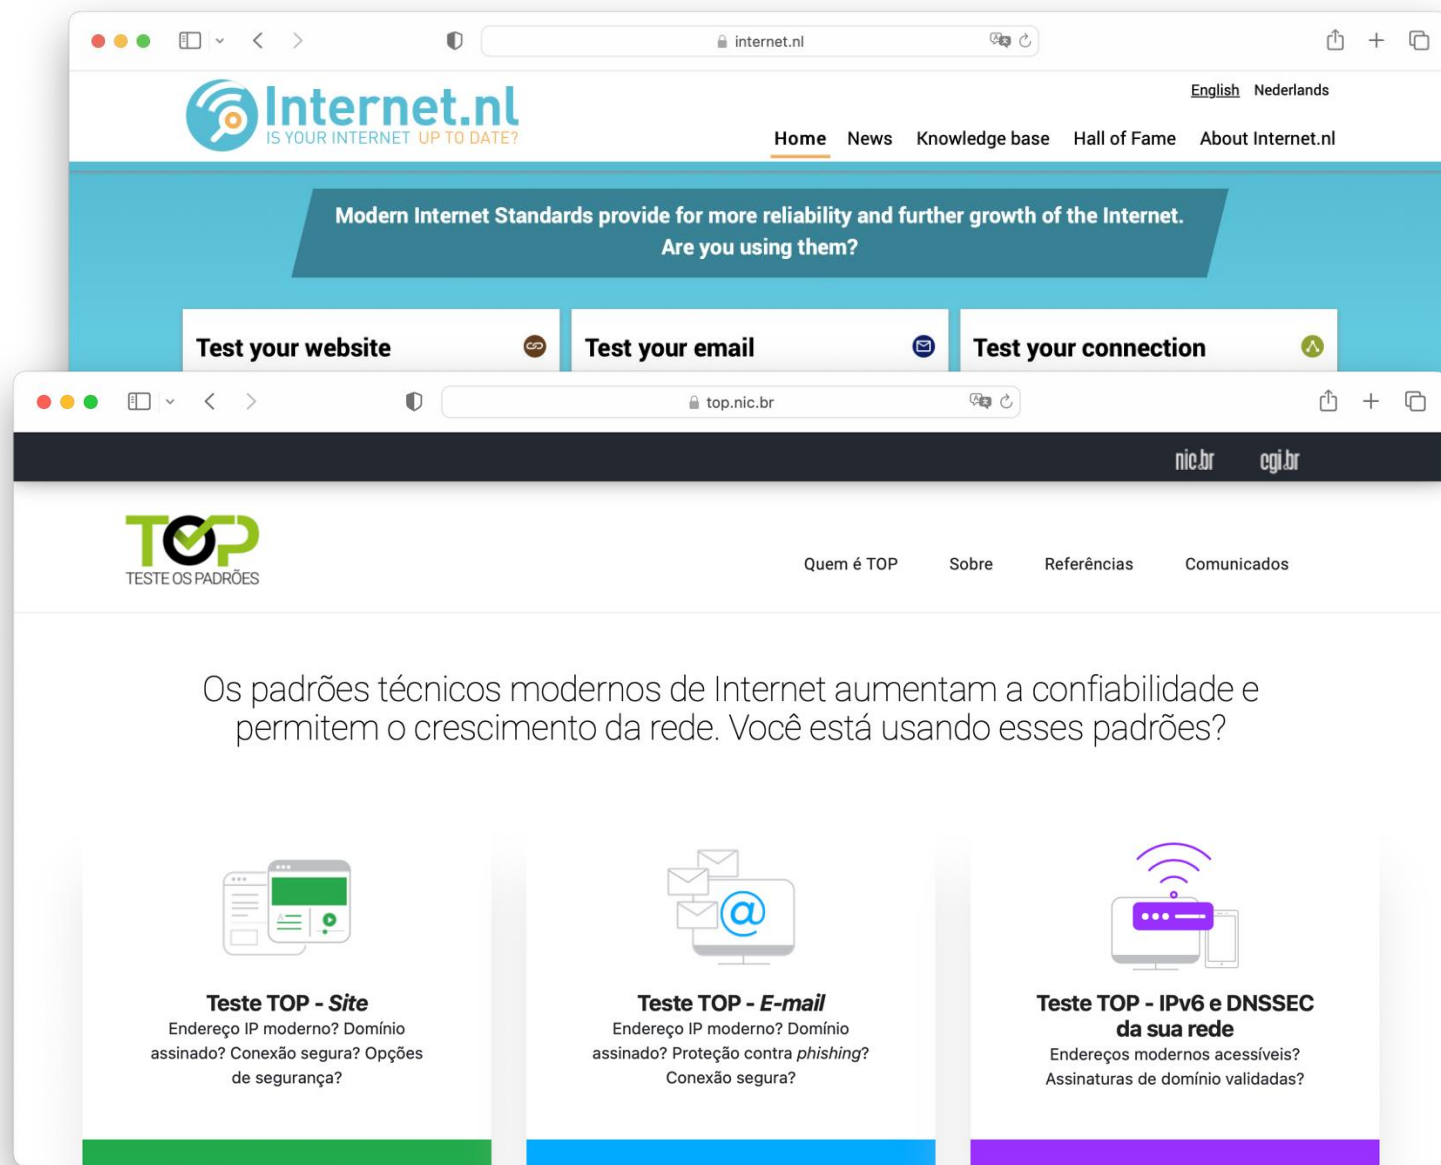 internet.nl
Internet.nl
IS YOUR INTERNET UP TO DATE?
English Nederlands
Home News Knowledge base Hall of Fame About Internet.nl
Modern Internet Standards provide for more reliability and further growth of the Internet.
Are you using them?
Test your website
Test your email
Test your connection
top.nic.br
nic.br cgi.br
TOP
TESTE OS PADRÕES
Quem é TOP Sobre Referências Comunicados
Os padrões técnicos modernos de Internet aumentam a confiabilidade e
permitem o crescimento da rede. Você está usando esses padrões?
@
Teste TOP - Site
Endereço IP moderno? Domínio
assinado? Conexão segura? Opções
de segurança?
Teste TOP - E-mail
Endereço IP moderno? Domínio
assinado? Proteção contra phishing?
Conexão segura?
Teste TOP - IPv6 e DNSSEC
da sua rede
Endereços modernos acessíveis?
Assinaturas de domínio validadas?